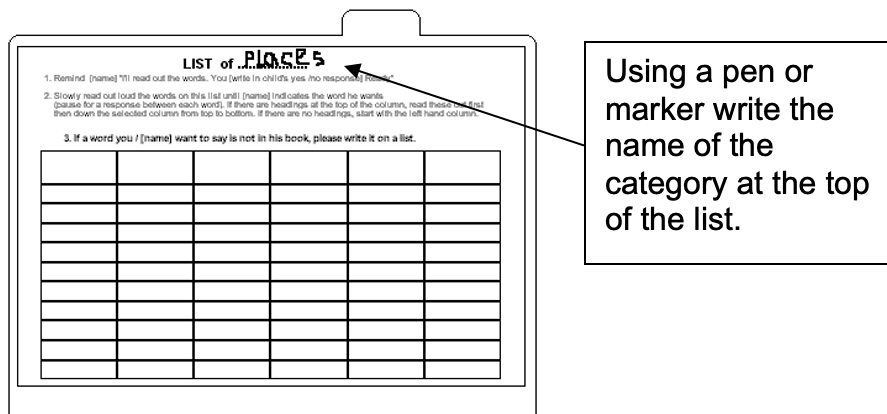 LIST of places
1. Remind [name] "I'll read out the words. You [write in child's yes /no response] Ready"
2. Slowly read out loud the words on this list until [name] indicates the word he wants
(pause for a response between each word). If there are headings at the top of the column, read these out first
then down the selected column from top to bottom. If there are no headings, start with the left hand column.
3. If a word you / [name] want to say is not in his book, please write it on a list.
Using a pen or
marker write the
name of the
category at the top
of the list.